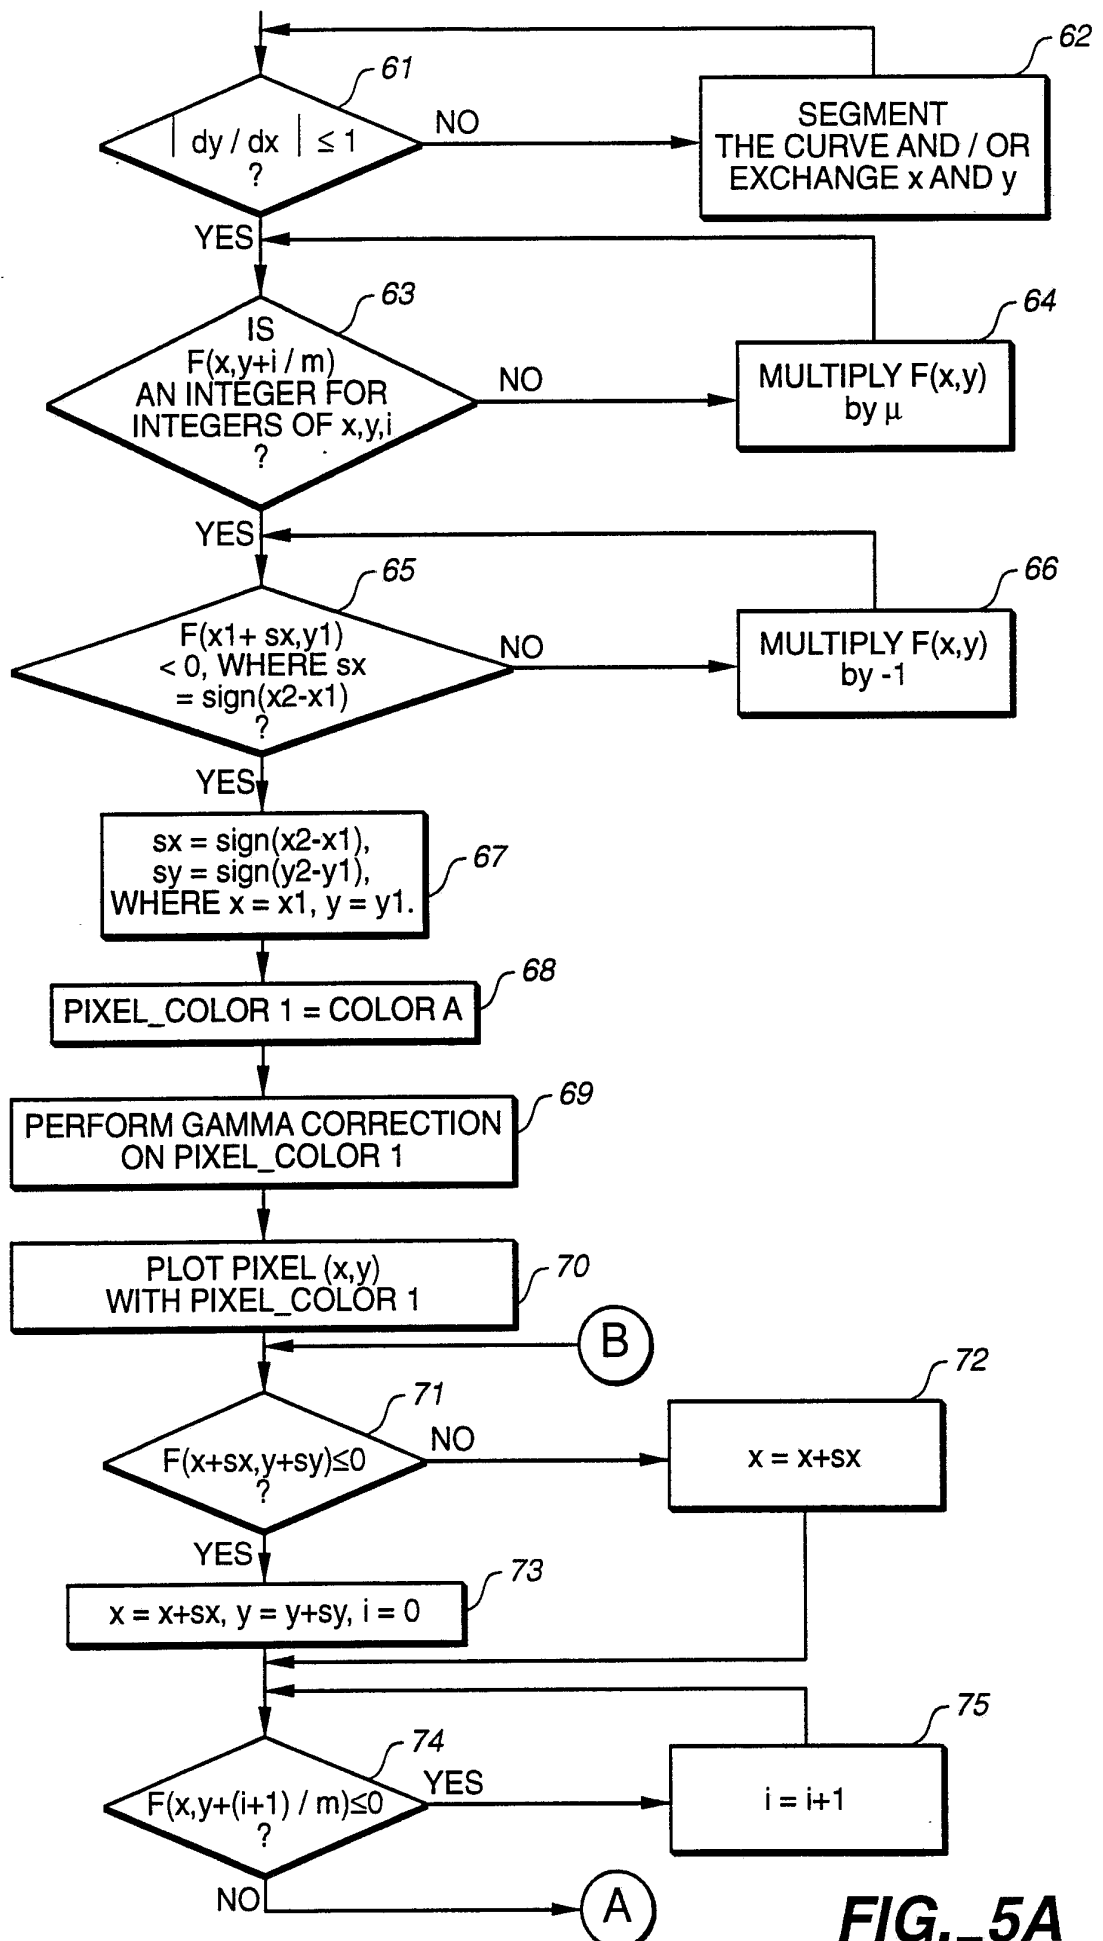 61
| dy / dx | ≤ 1
?
NO
62
SEGMENT
THE CURVE AND / OR
EXCHANGE x AND y
YES
63
IS
F(x,y+i / m)
AN INTEGER FOR
INTEGERS OF x,y,i
?
NO
64
MULTIPLY F(x,y)
by μ
YES
65
F(x1+ sx,y1)
< 0, WHERE sx
= sign(x2-x1)
?
NO
66
MULTIPLY F(x,y)
by -1
YES
67
sx = sign(x2-x1),
sy = sign(y2-y1),
WHERE x = x1, y = y1.
68
PIXEL_COLOR 1 = COLOR A
69
PERFORM GAMMA CORRECTION
ON PIXEL_COLOR 1
70
PLOT PIXEL (x,y)
WITH PIXEL_COLOR 1
B
71
F(x+sx,y+sy)≤0
?
NO
72
x = x+sx
YES
73
x = x+sx, y = y+sy, i = 0
74
F(x,y+(i+1) / m)≤0
?
YES
75
i = i+1
NO
A
FIG._5A